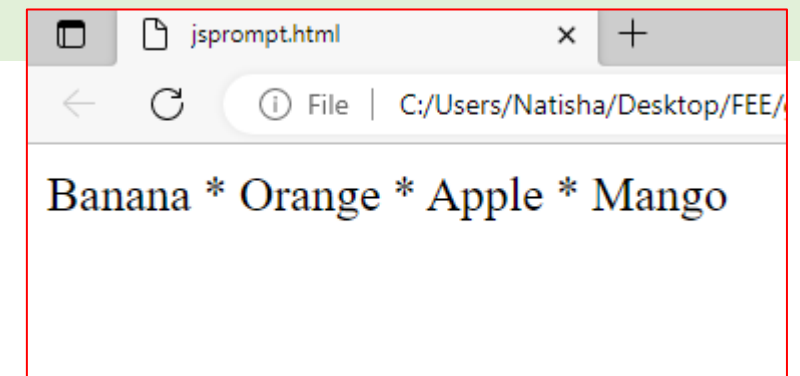 jsprompt.html
File | C:/Users/Natisha/Desktop/FEE/
Banana * Orange * Apple * Mango